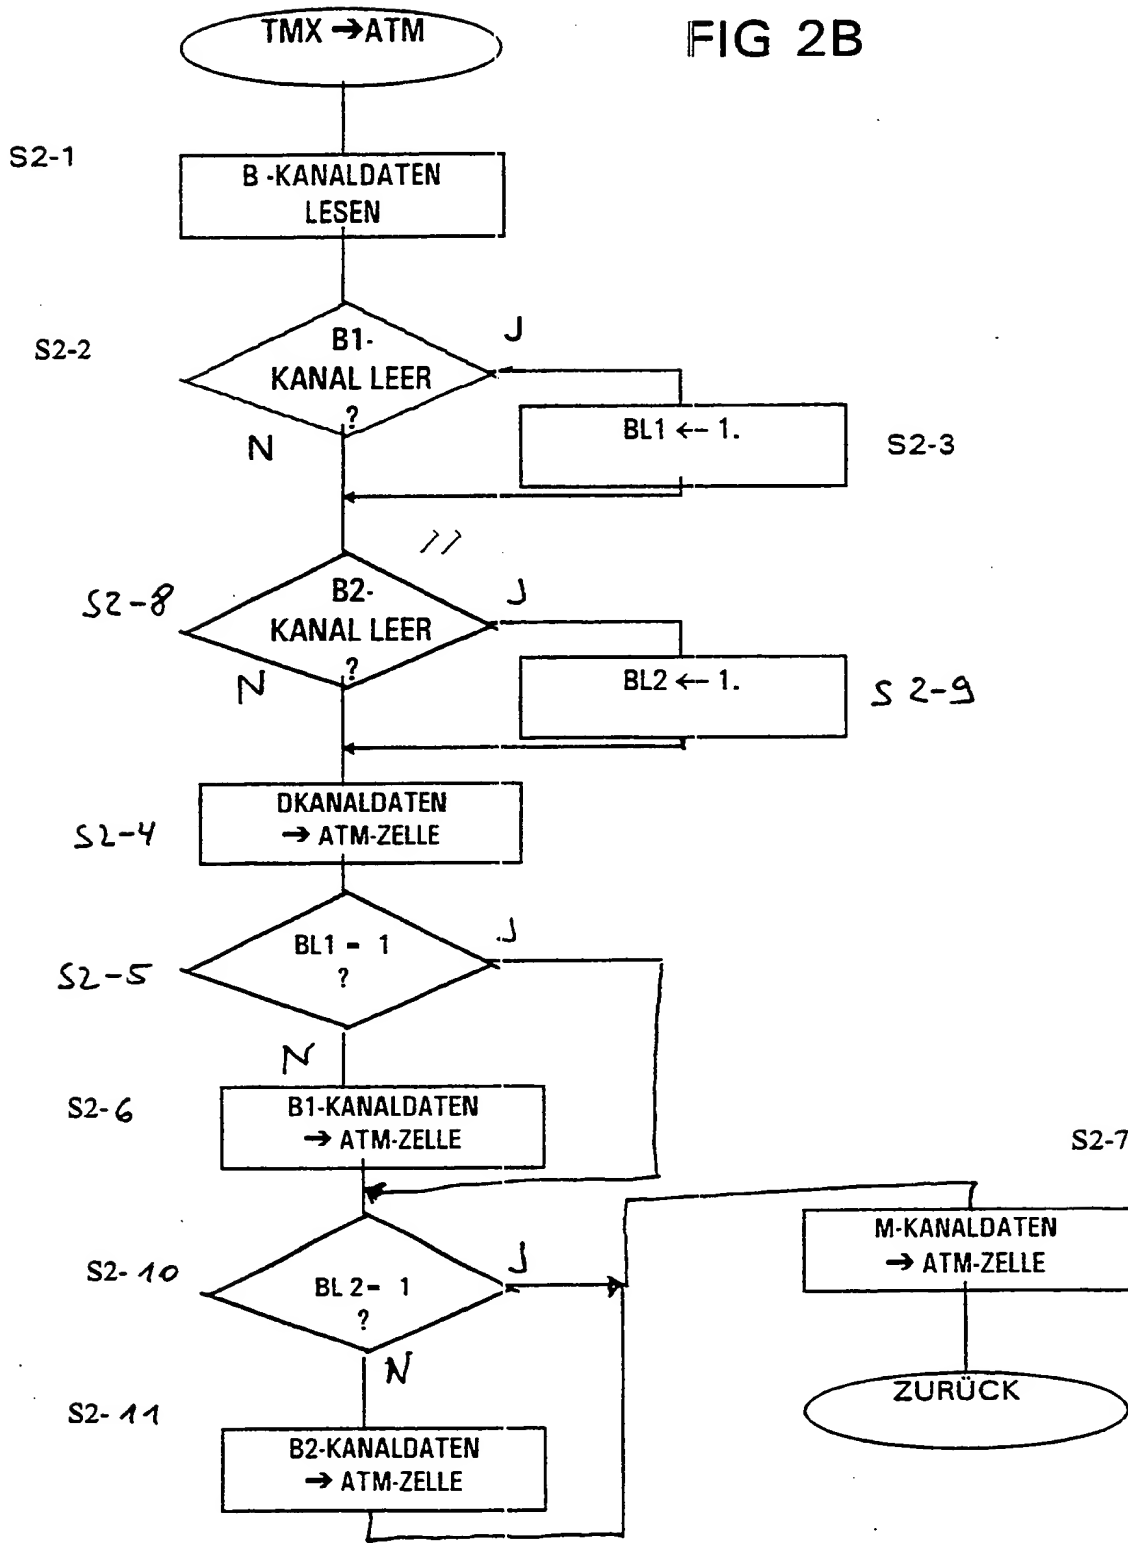 TMX → ATM
FIG 2B
S2-1
B -KANALDATEN
LESEN
S2-2
B1-
KANAL LEER
?
J
N
BL1 ← 1.
S2-3
S2-8
B2-
KANAL LEER
?
J
N
BL2 ← 1.
S 2-9
S2-4
DKANALDATEN
→ ATM-ZELLE
S2-5
BL1 = 1
?
J
N
S2-6
B1-KANALDATEN
→ ATM-ZELLE
S2-7
M-KANALDATEN
→ ATM-ZELLE
S2-10
BL 2 = 1
?
J
N
ZURÜCK
S2-11
B2-KANALDATEN
→ ATM-ZELLE